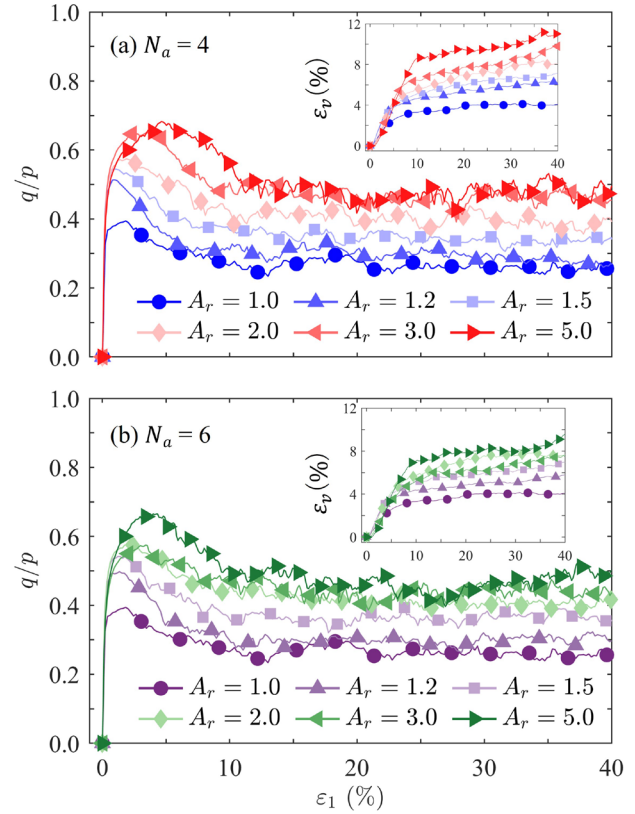 1.0
(a) N_a = 4
0.8
0.6
q/p
0.4
0.2
0.0
ε_v(%)
12
8
4
0
0 10 20 30 40
A_r = 1.0 A_r = 1.2 A_r = 1.5
A_r = 2.0 A_r = 3.0 A_r = 5.0
1.0
(b) N_a = 6
0.8
0.6
q/p
0.4
0.2
0.0
ε_v(%)
12
8
4
0
0 10 20 30 40
A_r = 1.0 A_r = 1.2 A_r = 1.5
A_r = 2.0 A_r = 3.0 A_r = 5.0
0 10 20 30 40
ε_1 (%)